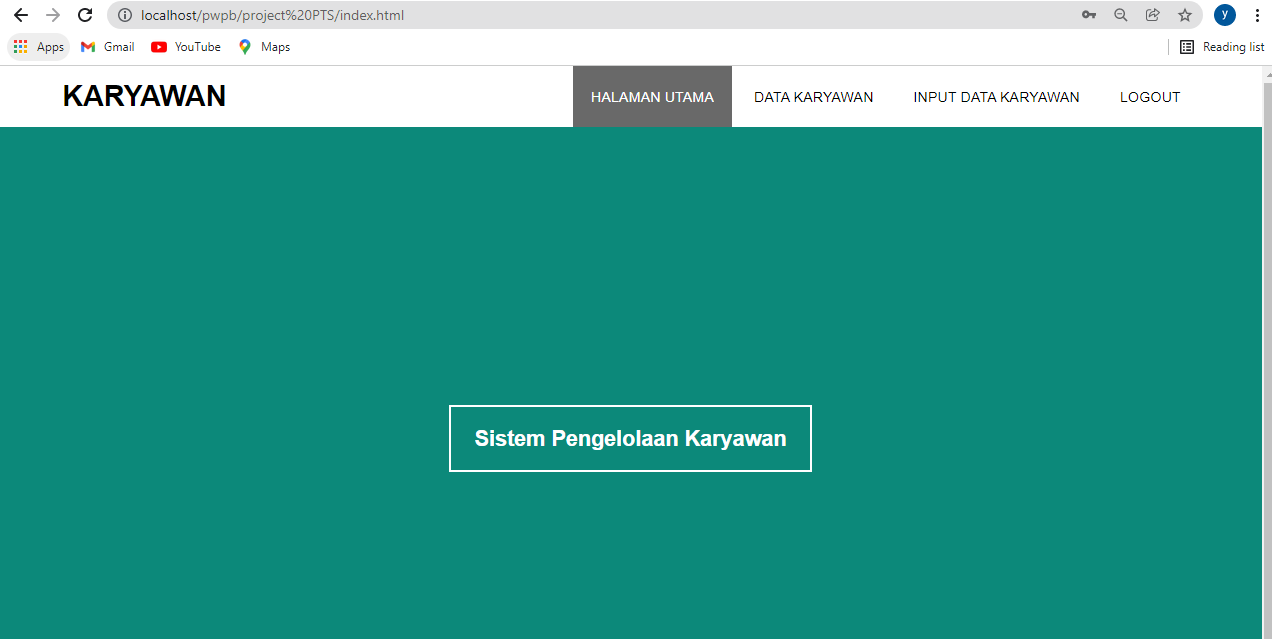 localhost/pwpb/project%20PTS/index.html
y
Apps Gmail YouTube Maps Reading list
KARYAWAN HALAMAN UTAMA DATA KARYAWAN INPUT DATA KARYAWAN LOGOUT
Sistem Pengelolaan Karyawan